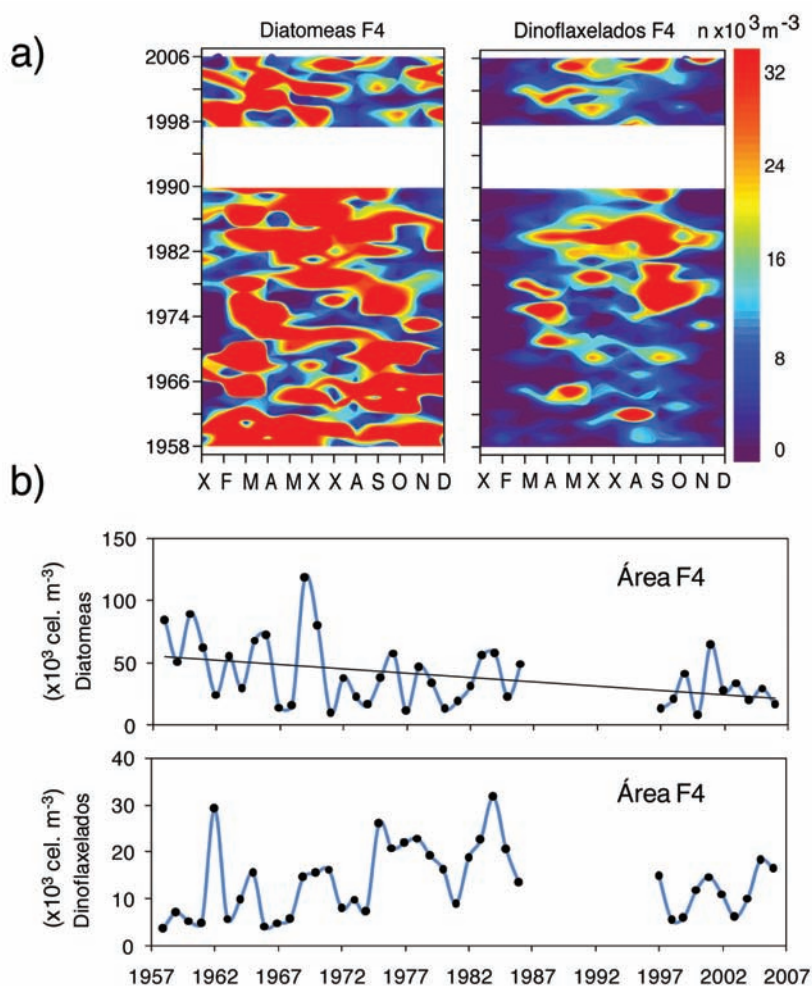 Diatomeas F4
Dinoflaxelados F4
n x10³ m⁻³
a)
2006
1998
1990
1982
1974
1966
1958
X F M A M X X A S O N D
X F M A M X X A S O N D
32
24
16
8
0
b)
(x10³ cel. m⁻³)
Diatomeas
150
100
50
0
Área F4
(x10³ cel. m⁻³)
Dinoflaxelados
40
30
20
10
0
Área F4
1957 1962 1967 1972 1977 1982 1987 1992 1997 2002 2007